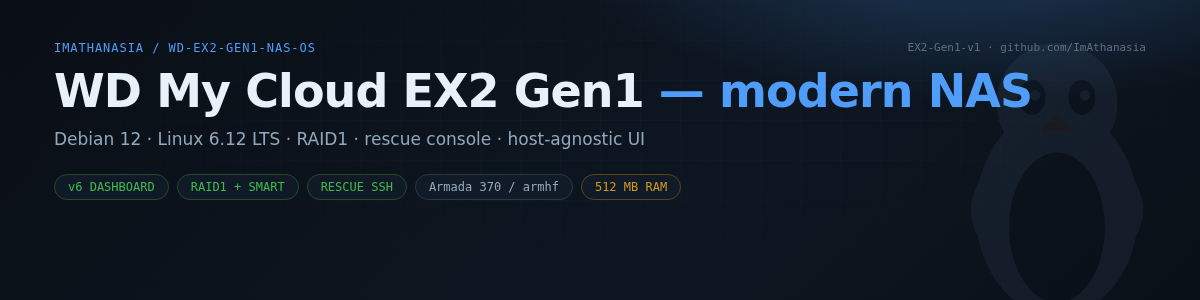 IMATHANASIA / WD-EX2-GEN1-NAS-OS
EX2-Gen1-v1 · github.com/ImAthanasia
WD My Cloud EX2 Gen1 — modern NAS
Debian 12 · Linux 6.12 LTS · RAID1 · rescue console · host-agnostic UI
v6 DASHBOARD
RAID1 + SMART
RESCUE SSH
Armada 370 / armhf
512 MB RAM